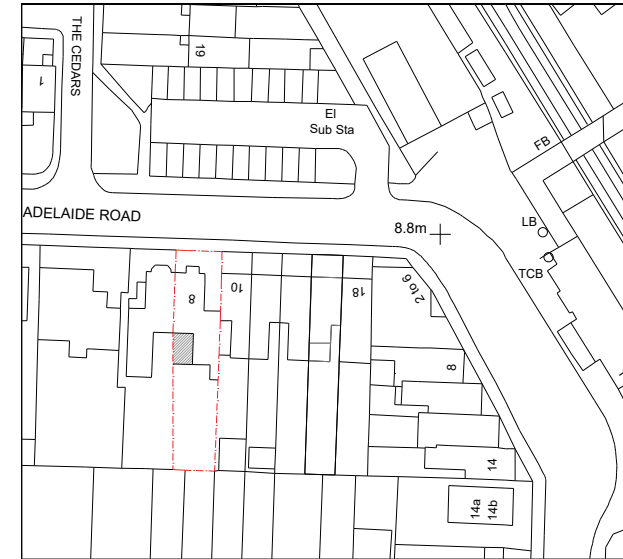 THE CEDARS
1
19
El
Sub Sta
FB
ADELAIDE ROAD
8.8m
LB
TCB
8
10
18
2 to 6
8
14
14a
14b